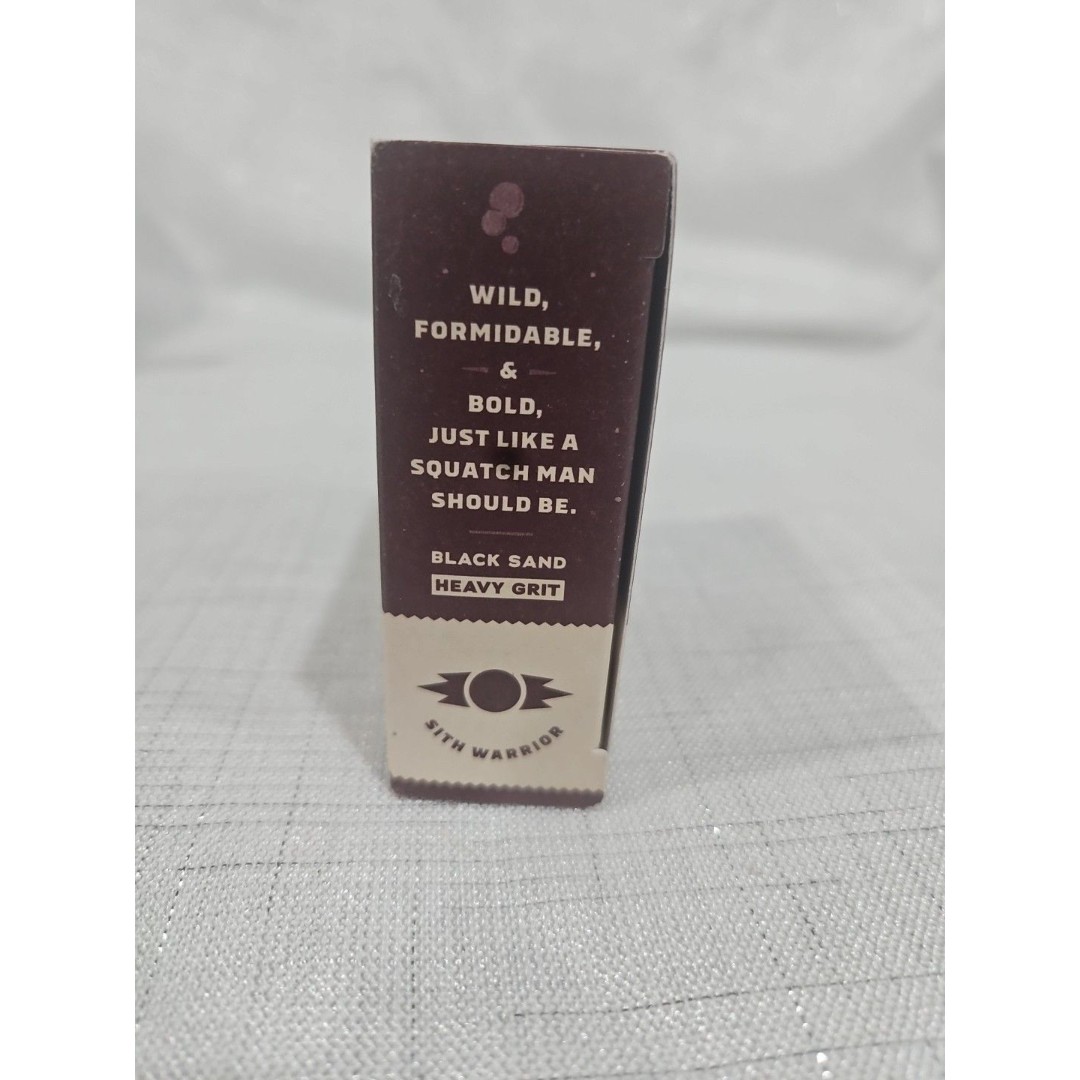 WILD,
FORMIDABLE,
&
BOLD,
JUST LIKE A
SQUATCH MAN
SHOULD BE.
BLACK SAND
HEAVY GRIT
SITH WARRIOR